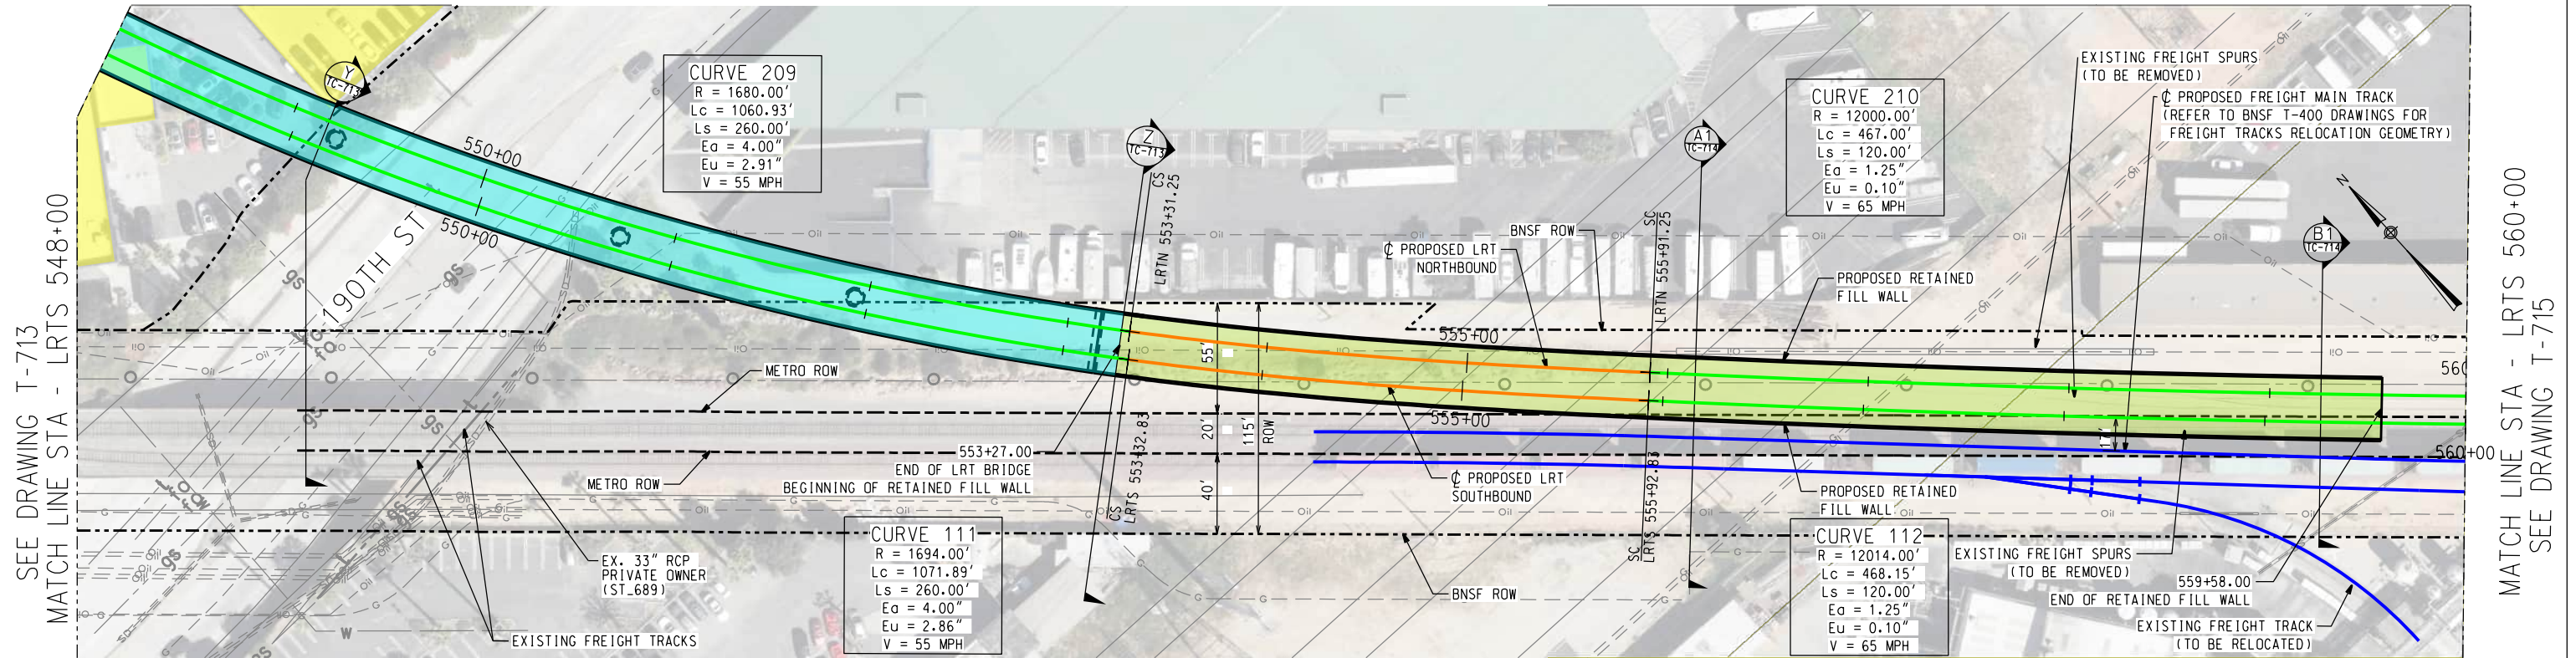 SEE DRAWING T-713
MATCH LINE STA - LRTS 548+00
Y
TC-713
550+00
550+00
190TH ST
CURVE 209
R = 1680.00'
Lc = 1060.93'
Ls = 260.00'
Ea = 4.00"
Eu = 2.91"
V = 55 MPH
Z
TC-713
CS
LRTN 553+31.25
A1
TC-714
CURVE 210
R = 12000.00'
Lc = 467.00'
Ls = 120.00'
Ea = 1.25"
Eu = 0.10"
V = 65 MPH
EXISTING FREIGHT SPURS
(TO BE REMOVED)
℄ PROPOSED FREIGHT MAIN TRACK
(REFER TO BNSF T-400 DRAWINGS FOR
FREIGHT TRACKS RELOCATION GEOMETRY)
N
B1
TC-714
BNSF ROW
℄ PROPOSED LRT
NORTHBOUND
SC
LRTN 555+91.25
PROPOSED RETAINED
FILL WALL
555+00
555+00
560
560+00
METRO ROW
METRO ROW
55'
20'
40'
115'
ROW
17'
553+27.00
END OF LRT BRIDGE
BEGINNING OF RETAINED FILL WALL
CS
LRTS 553+32.83
℄ PROPOSED LRT
SOUTHBOUND
SC
LRTS 555+92.83
PROPOSED RETAINED
FILL WALL
EX. 33" RCP
PRIVATE OWNER
(ST_689)
EXISTING FREIGHT TRACKS
CURVE 111
R = 1694.00'
Lc = 1071.89'
Ls = 260.00'
Ea = 4.00"
Eu = 2.86"
V = 55 MPH
BNSF ROW
CURVE 112
R = 12014.00'
Lc = 468.15'
Ls = 120.00'
Ea = 1.25"
Eu = 0.10"
V = 65 MPH
EXISTING FREIGHT SPURS
(TO BE REMOVED)
559+58.00
END OF RETAINED FILL WALL
EXISTING FREIGHT TRACK
(TO BE RELOCATED)
MATCH LINE STA - LRTS 560+00
SEE DRAWING T-715